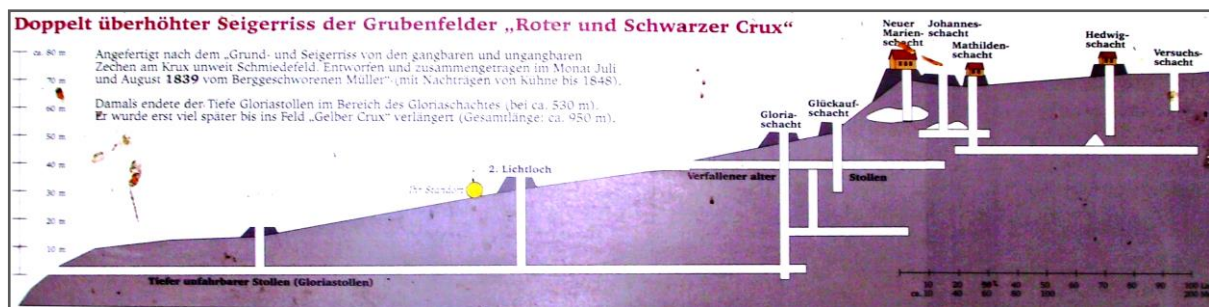 Doppelt überhöhter Seigerriss der Grubenfelder „Roter und Schwarzer Crux“
Angefertigt nach dem „Grund- und Seigerriss von den gangbaren und ungangbaren
Zechen am Krux unweit Schmiedefeld. Entworfen und zusammengetragen im Monat Juli
und August 1839 vom Berggeschworenen Müller“ (mit Nachträgen von Kühne bis 1848).
Damals endete der Tiefe Gloriastollen im Bereich des Gloriaschachtes (bei ca. 530 m).
Er wurde erst viel später bis ins Feld „Gelber Crux“ verlängert (Gesamtlänge: ca. 950 m).
ca. 80 m
70 m
60 m
50 m
40 m
30 m
20 m
10 m
Ihr Standort
2. Lichtloch
Gloria-
schacht
Glückauf-
schacht
Neuer
Marien-
schacht
Johannes-
schacht
Mathilden-
schacht
Hedwig-
schacht
Versuchs-
schacht
Verfallener alter Stollen
Tiefer unfahrbarer Stollen (Gloriastollen)